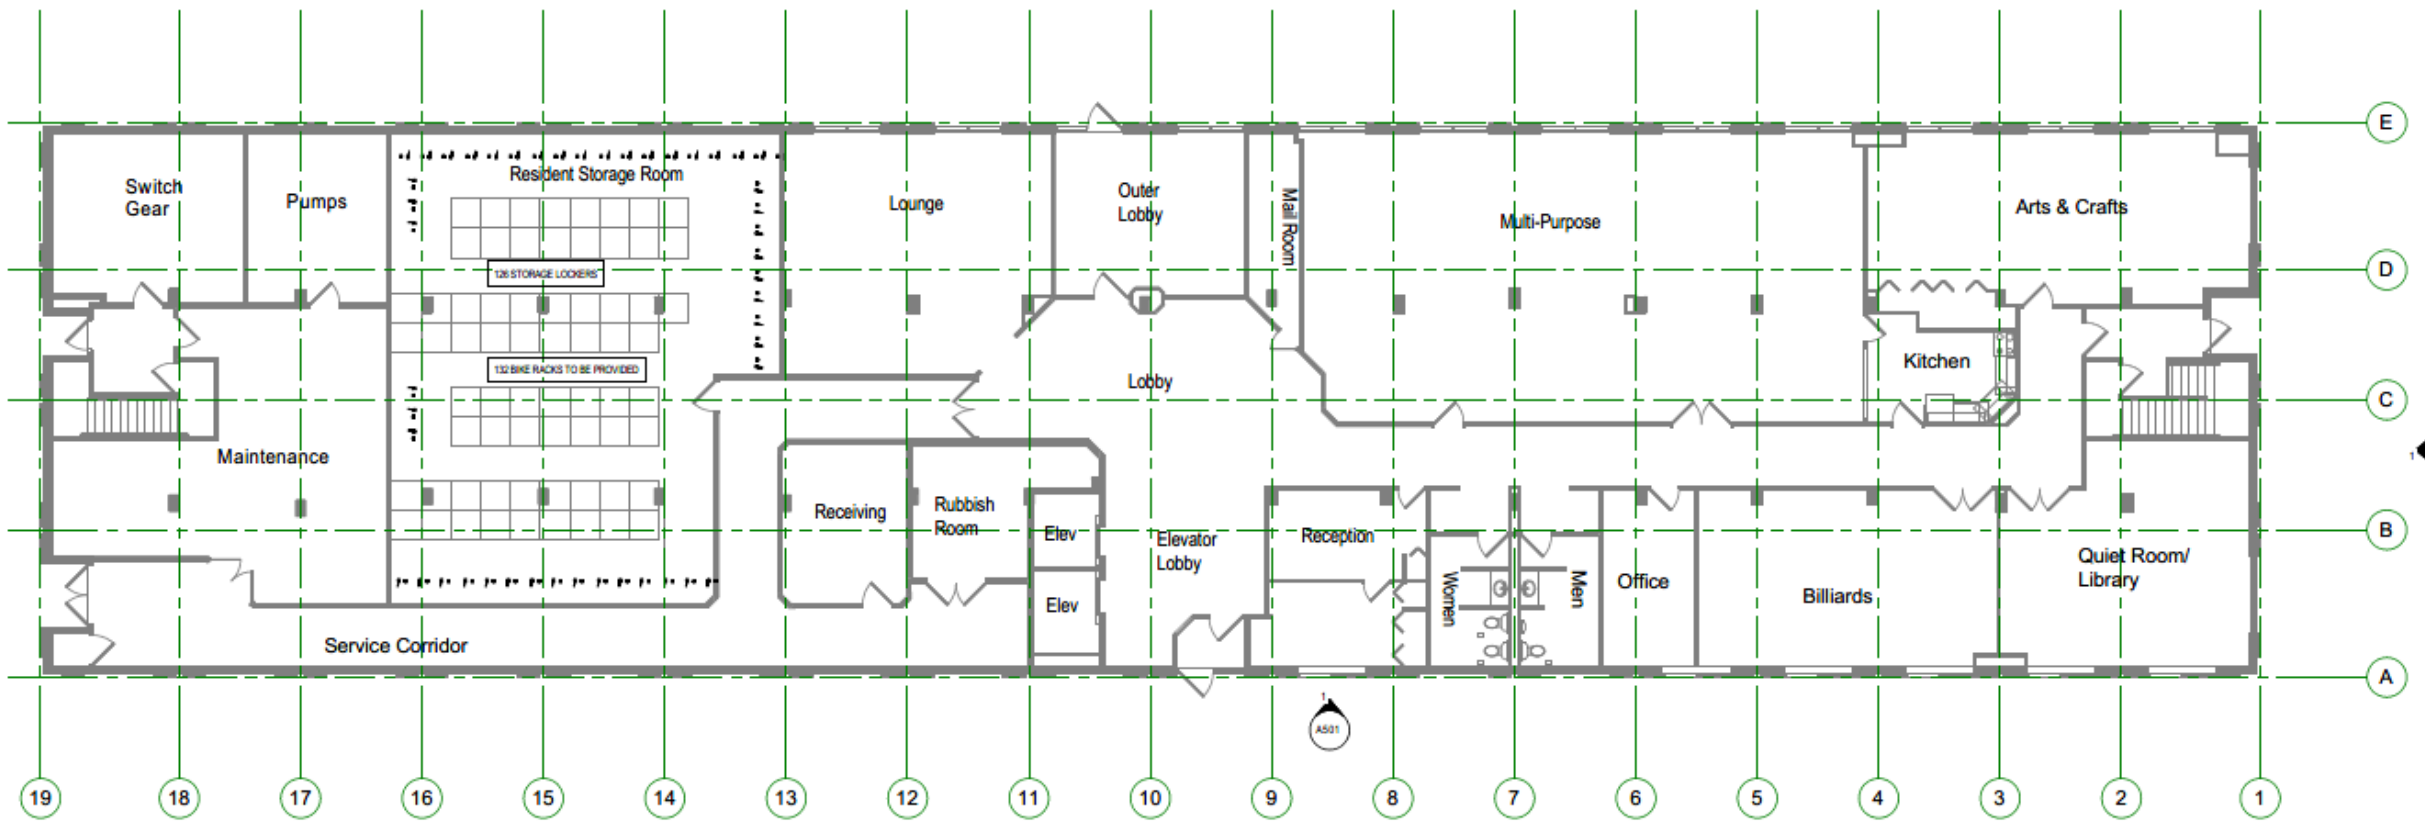 E
Switch
Gear
Pumps
Resident Storage Room
Lounge
Outer
Lobby
Mail Room
Multi-Purpose
Arts & Crafts
126 STORAGE LOCKERS
D
132 BIKE RACKS TO BE PROVIDED
Lobby
Kitchen
C
Maintenance
1
Receiving
Rubbish
Room
Elev
Elevator
Lobby
Reception
B
Elev
Women
Men
Office
Billiards
Quiet Room/
Library
Service Corridor
A
1
A501
19
18
17
16
15
14
13
12
11
10
9
8
7
6
5
4
3
2
1